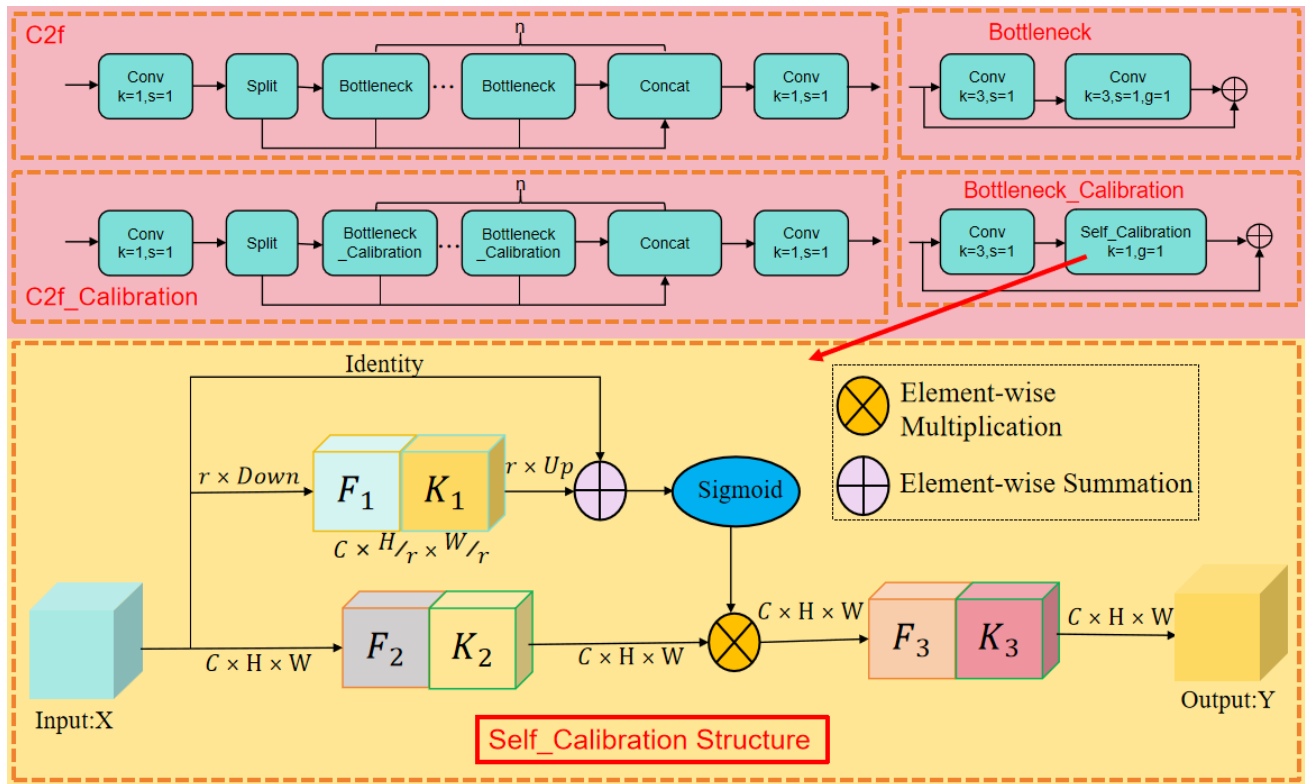 C2f
n
Conv
k=1,s=1
Split
Bottleneck
...
Bottleneck
Concat
Conv
k=1,s=1
Bottleneck
Conv
k=3,s=1
Conv
k=3,s=1,g=1
n
Conv
k=1,s=1
Split
Bottleneck
_Calibration
...
Bottleneck
_Calibration
Concat
Conv
k=1,s=1
C2f_Calibration
Bottleneck_Calibration
Conv
k=3,s=1
Self_Calibration
k=1,g=1
Identity
r × Down
F₁
K₁
r × Up
C × H/r × W/r
Sigmoid
Element-wise
Multiplication
Element-wise Summation
Input:X
C × H × W
F₂
K₂
C × H × W
C × H × W
F₃
K₃
C × H × W
Output:Y
Self_Calibration Structure